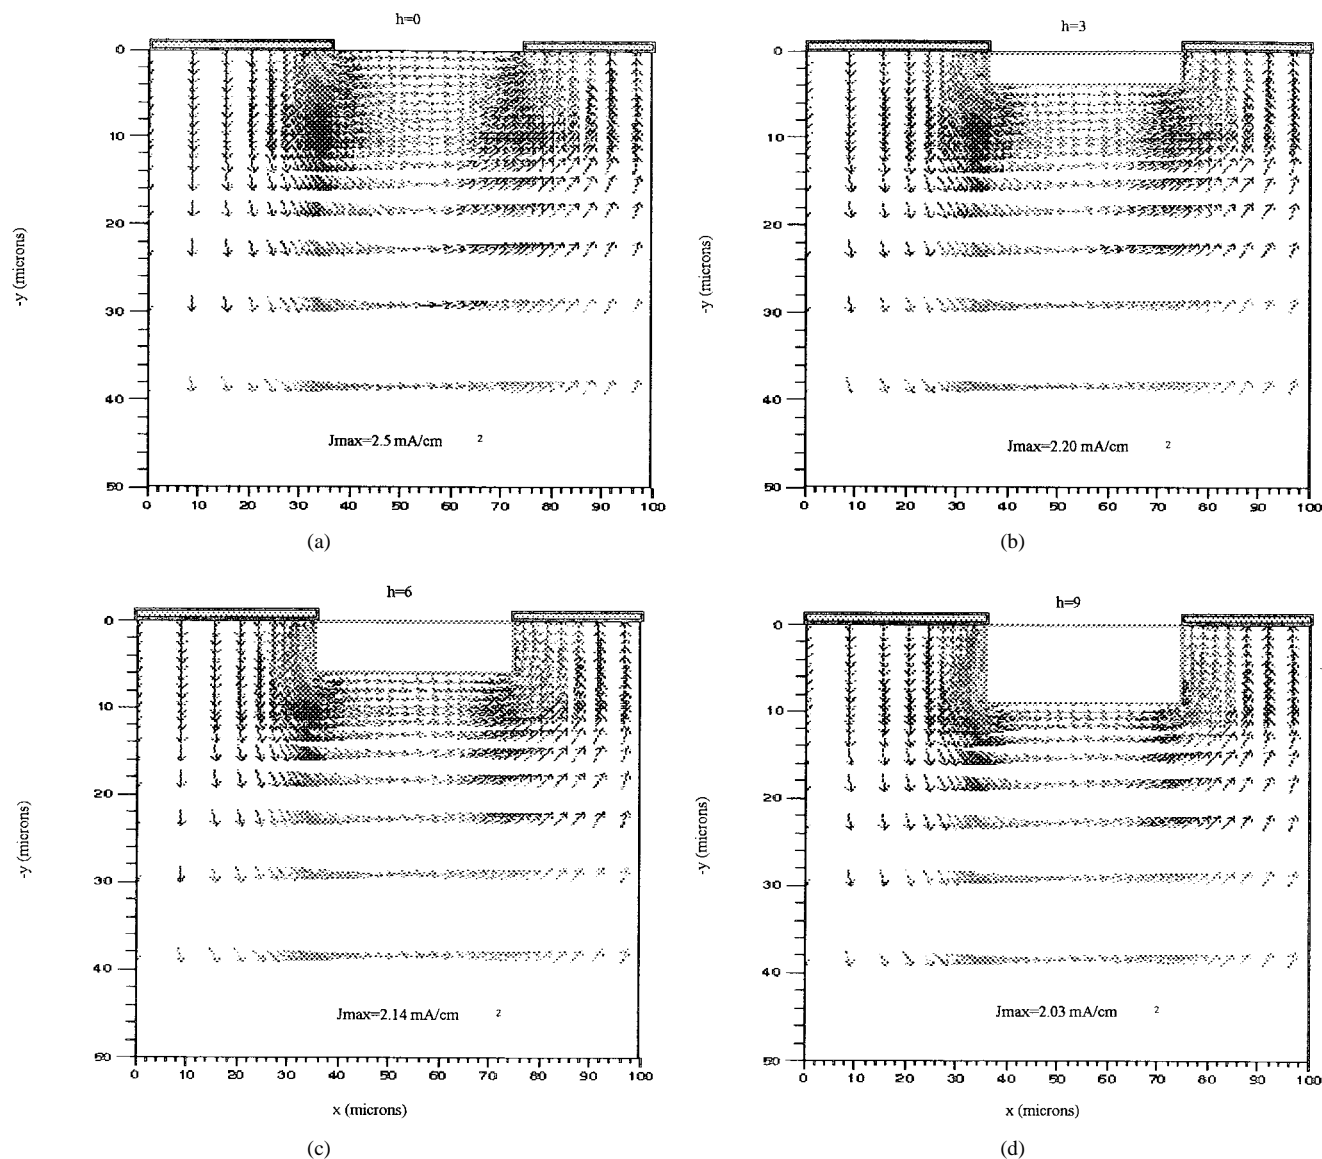 h=0
0
10
20
30
40
50
-y (microns)
Jmax=2.5 mA/cm 2
0 10 20 30 40 50 60 70 80 90 100
(a)
h=3
0
10
20
30
40
50
-y (microns)
Jmax=2.20 mA/cm 2
0 10 20 30 40 50 60 70 80 90 100
(b)
h=6
0
10
20
30
40
50
-y (microns)
Jmax=2.14 mA/cm 2
0 10 20 30 40 50 60 70 80 90 100
x (microns)
(c)
h=9
0
10
20
30
40
50
-y (microns)
Jmax=2.03 mA/cm 2
0 10 20 30 40 50 60 70 80 90 100
x (microns)
(d)